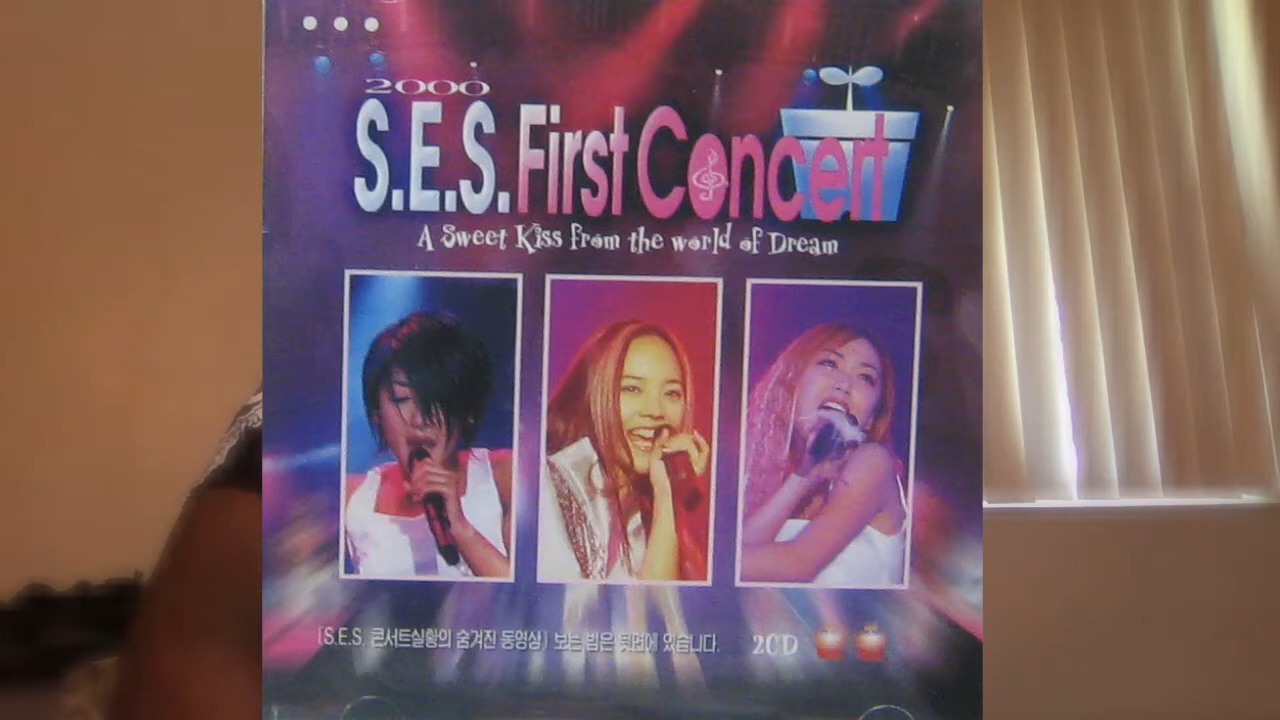 2000
S.E.S. First Concert
A Sweet Kiss from the world of Dream
[S.E.S. 콘서트실황의 숨겨진 동영상] 보는 법은 뒷면에 있습니다. 2CD